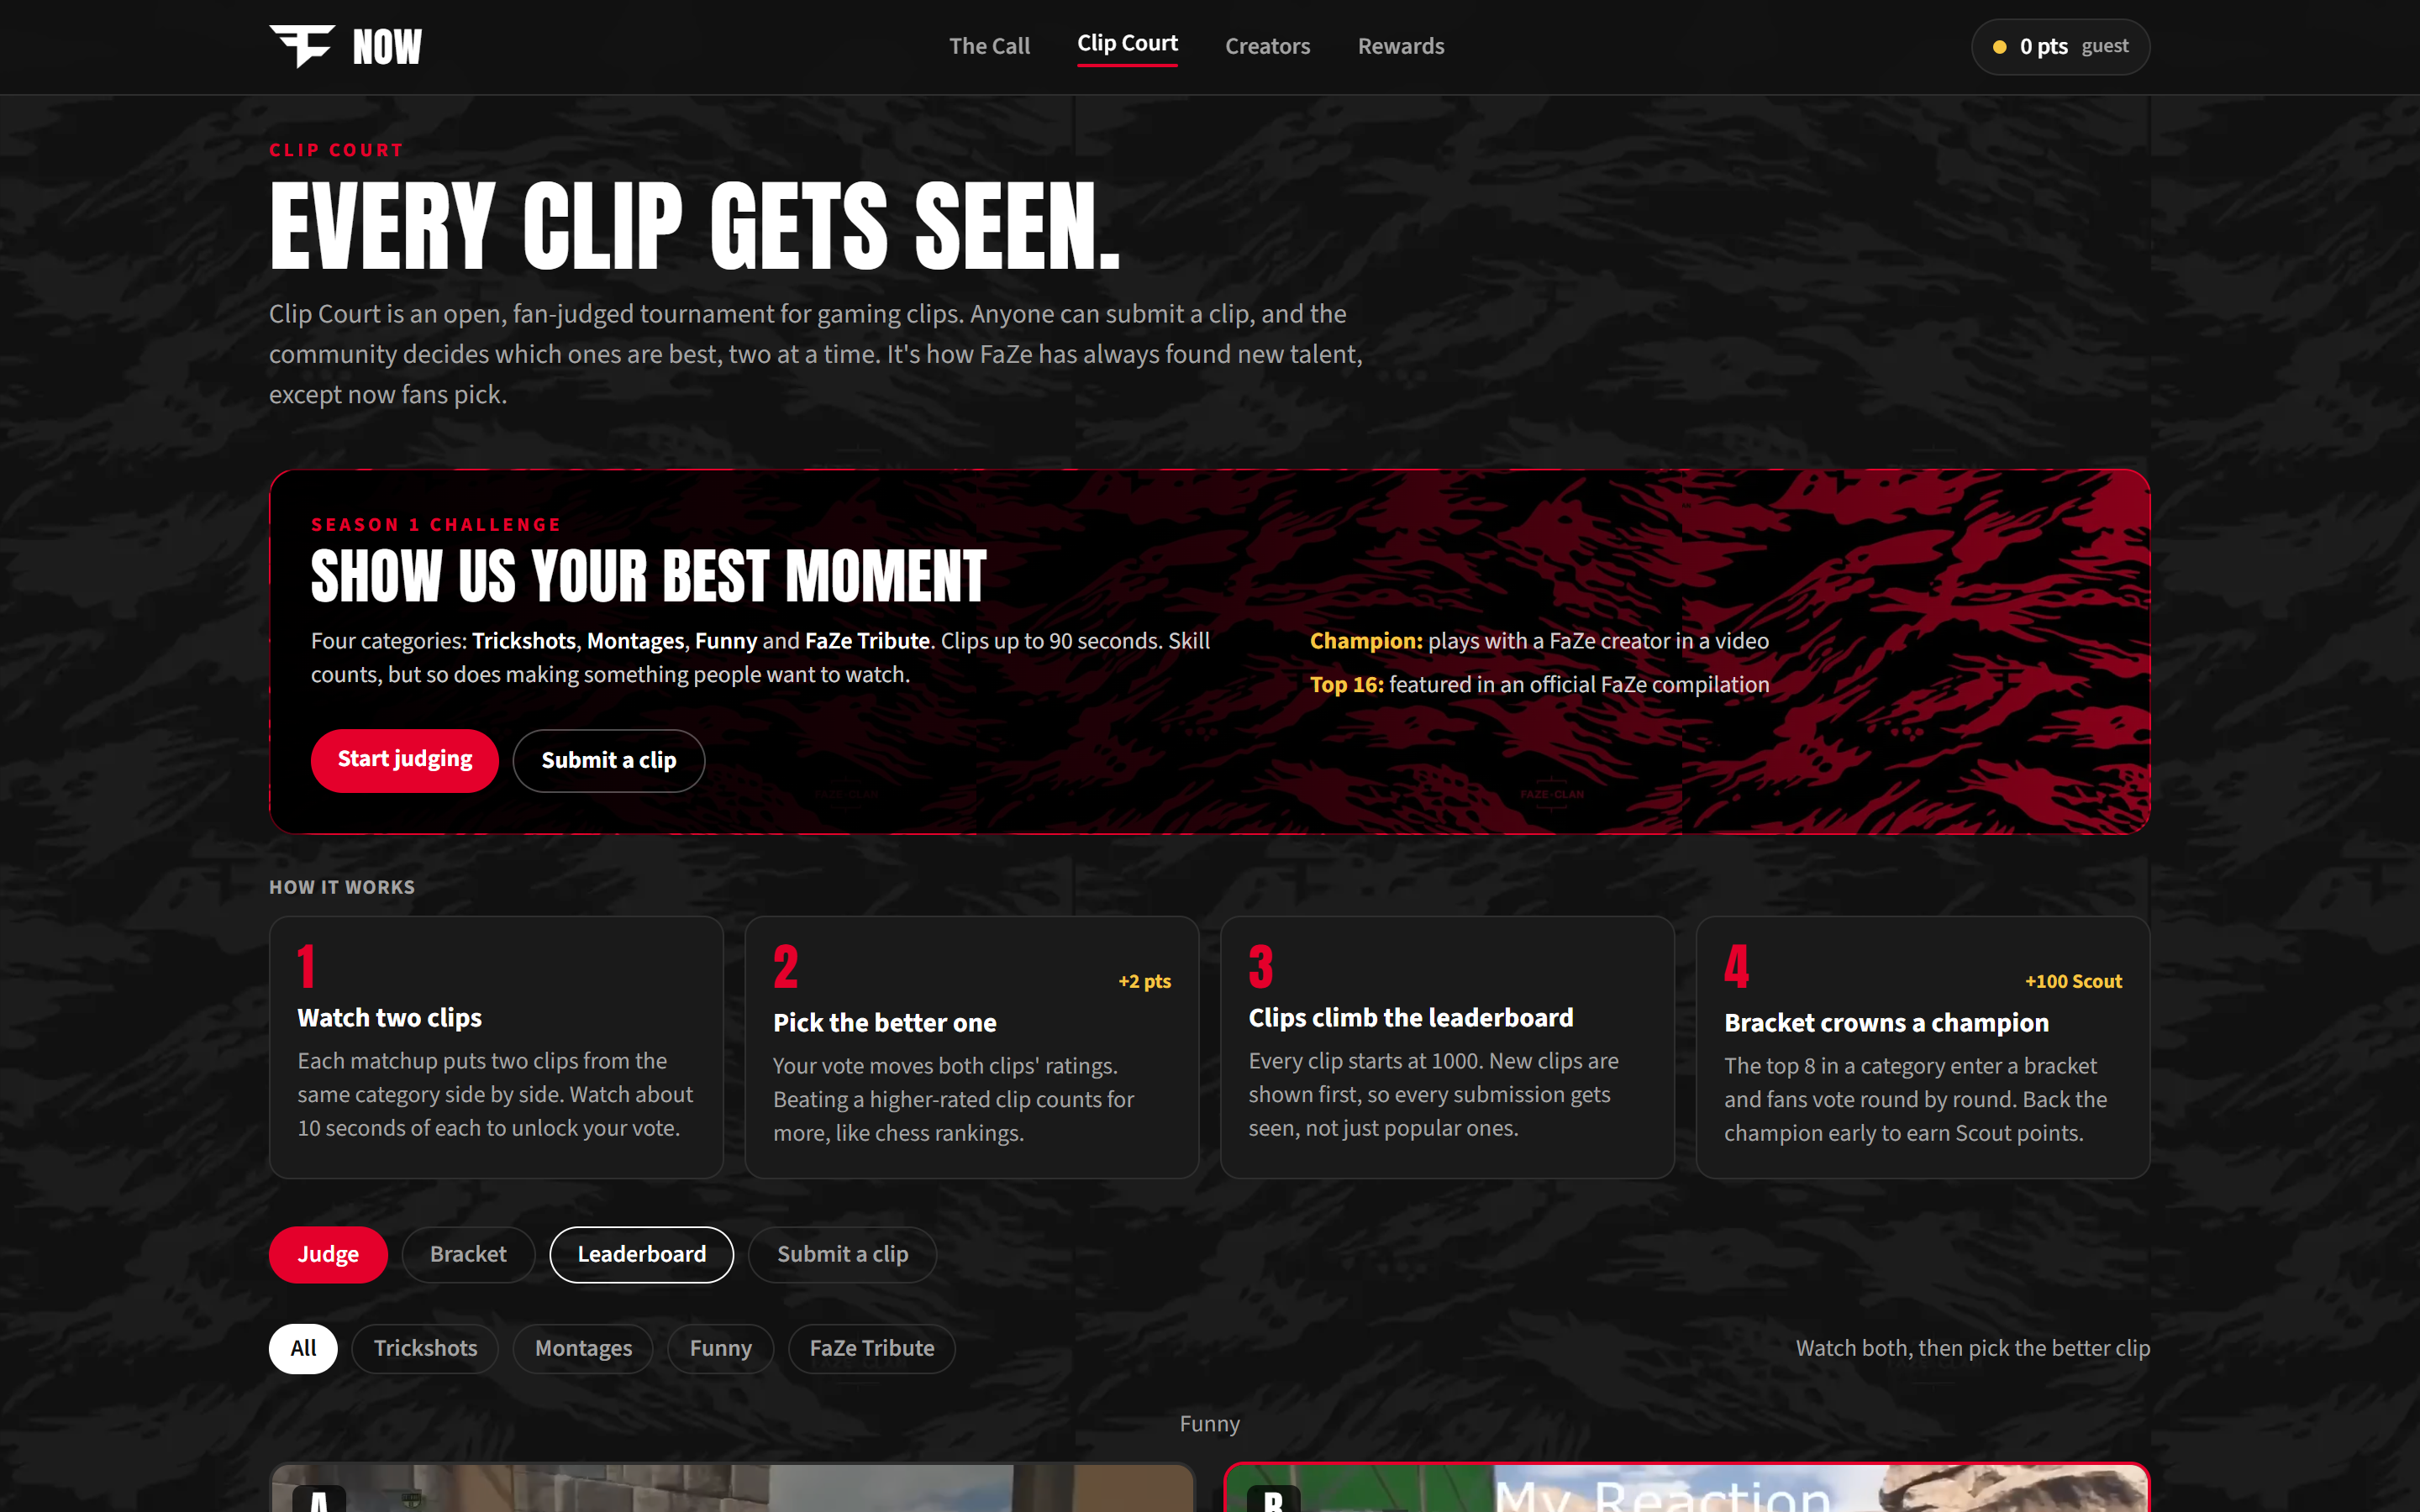 NOW
The Call
Clip Court
Creators
Rewards
0 pts guest
CLIP COURT
EVERY CLIP GETS SEEN.
Clip Court is an open, fan-judged tournament for gaming clips. Anyone can submit a clip, and the
community decides which ones are best, two at a time. It's how FaZe has always found new talent,
except now fans pick.
SEASON 1 CHALLENGE
SHOW US YOUR BEST MOMENT
Four categories: Trickshots, Montages, Funny and FaZe Tribute. Clips up to 90 seconds. Skill
counts, but so does making something people want to watch.
Champion: plays with a FaZe creator in a video
Top 16: featured in an official FaZe compilation
Start judging
Submit a clip
FAZE-CLAN
FAZE-CLAN
HOW IT WORKS
1
Watch two clips
Each matchup puts two clips from the
same category side by side. Watch about
10 seconds of each to unlock your vote.
2
+2 pts
Pick the better one
Your vote moves both clips' ratings.
Beating a higher-rated clip counts for
more, like chess rankings.
3
Clips climb the leaderboard
Every clip starts at 1000. New clips are
shown first, so every submission gets
seen, not just popular ones.
4
+100 Scout
Bracket crowns a champion
The top 8 in a category enter a bracket
and fans vote round by round. Back the
champion early to earn Scout points.
Judge
Bracket
Leaderboard
Submit a clip
All
Trickshots
Montages
Funny
FaZe Tribute
Watch both, then pick the better clip
Funny
A
B
My Reaction